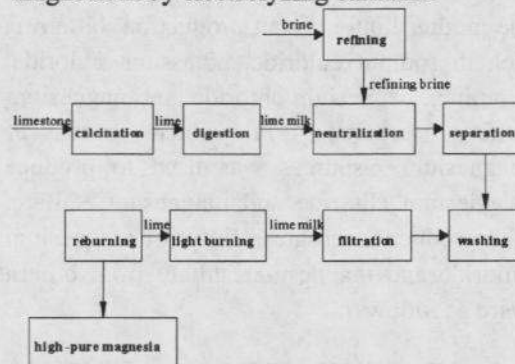 brine
refining
refining brine
limestone
calcination
lime
digestion
lime milk
neutralization
separation
reburning
lime
light burning
lime milk
filtration
washing
high-pure magnesia